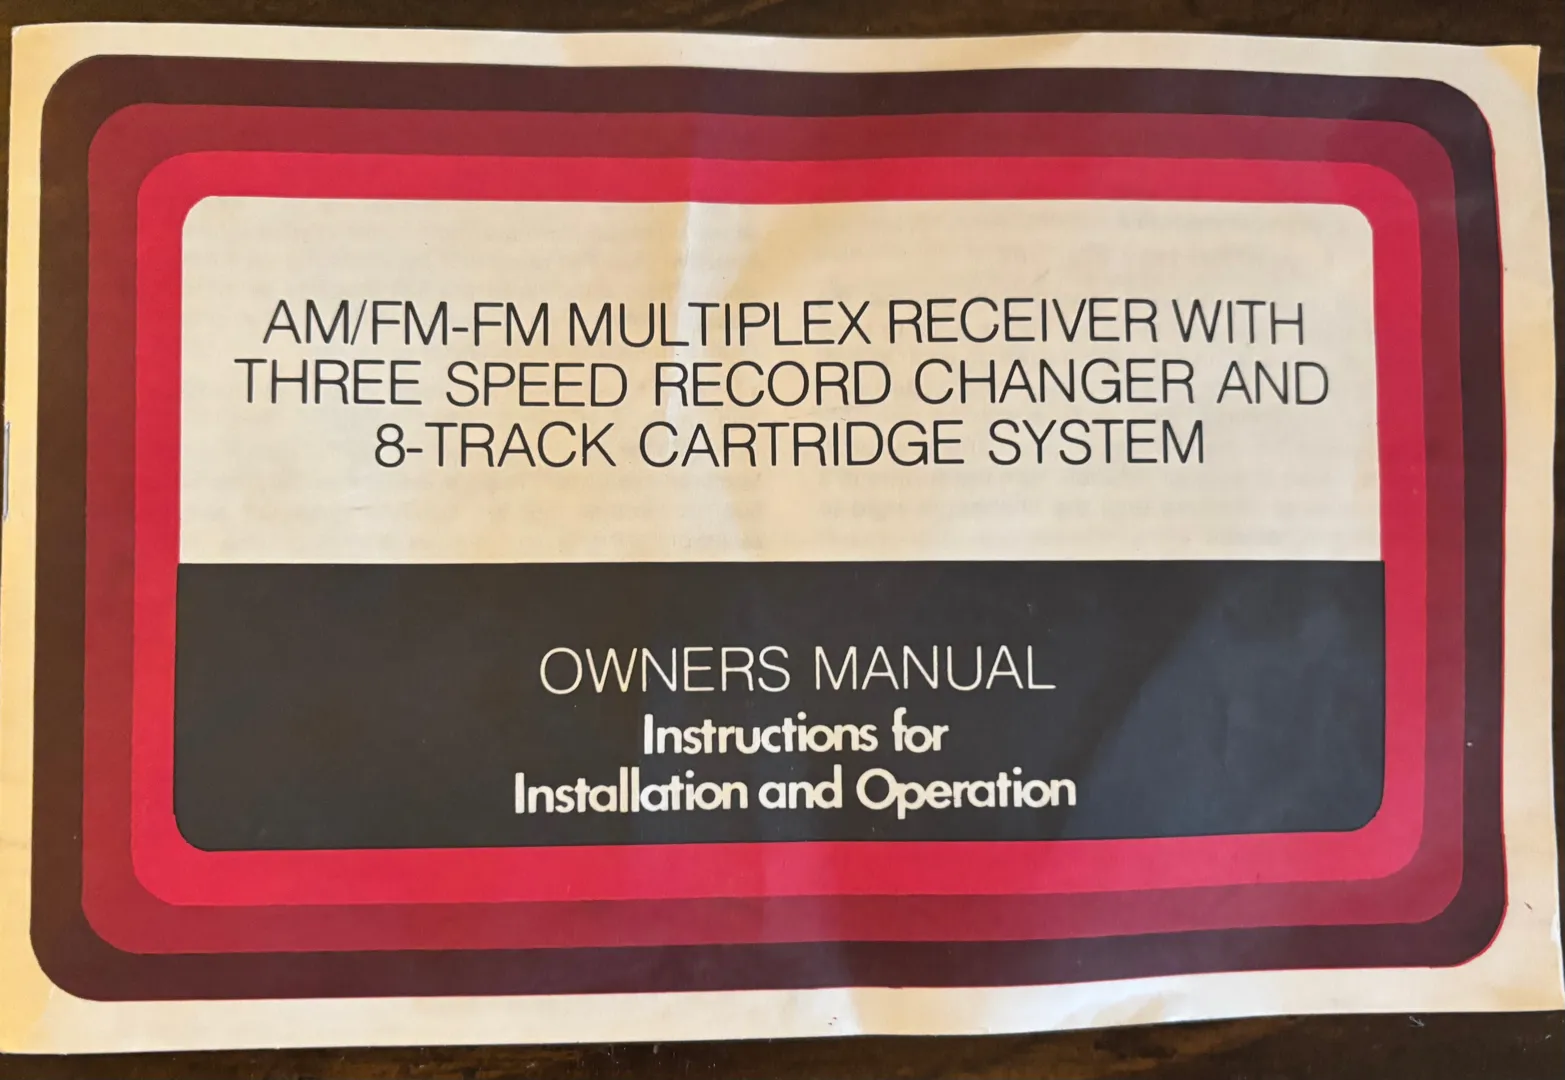 AM/FM-FM MULTIPLEX RECEIVER WITH
THREE SPEED RECORD CHANGER AND
8-TRACK CARTRIDGE SYSTEM
OWNERS MANUAL
Instructions for
Installation and Operation